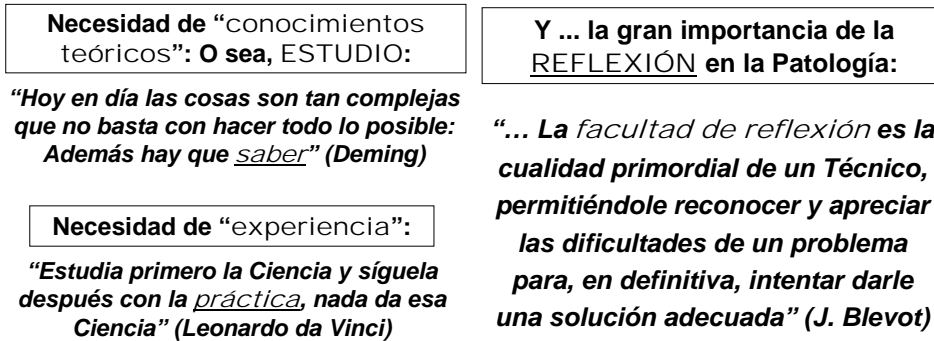 Necesidad de “conocimientos
teóricos”: O sea, ESTUDIO:
“Hoy en día las cosas son tan complejas
que no basta con hacer todo lo posible:
Además hay que saber” (Deming)
Necesidad de “experiencia”:
“Estudia primero la Ciencia y síguela
después con la práctica, nada da esa
Ciencia” (Leonardo da Vinci)
Y ... la gran importancia de la
REFLEXIÓN en la Patología:
“... La facultad de reflexión es la
cualidad primordial de un Técnico,
permitiéndole reconocer y apreciar
las dificultades de un problema
para, en definitiva, intentar darle
una solución adecuada” (J. Blevot)